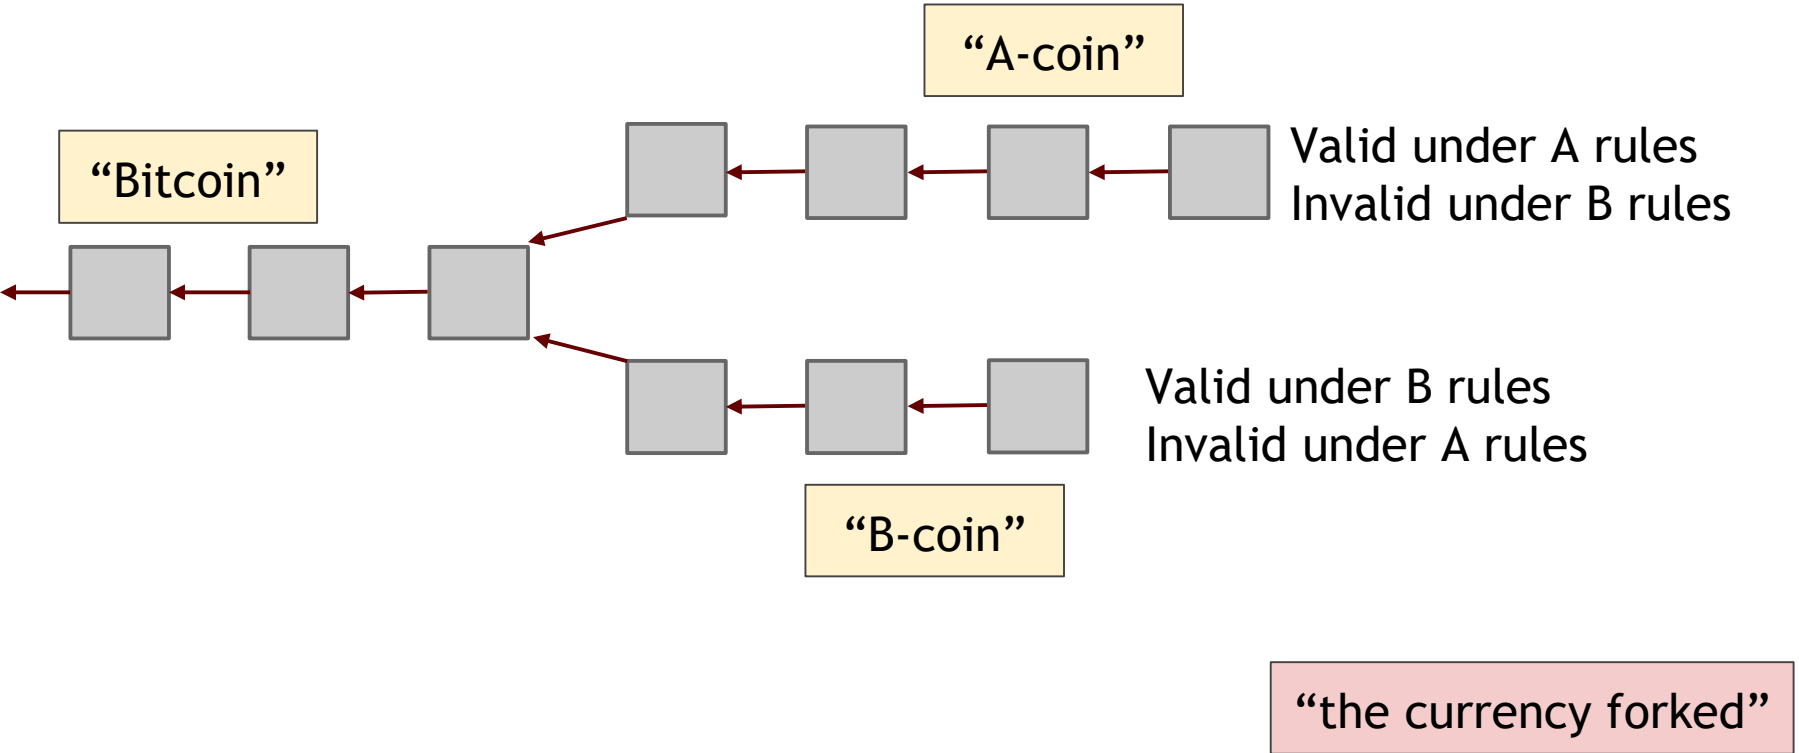 “A-coin”
“Bitcoin”
Valid under A rules
Invalid under B rules
Valid under B rules
Invalid under A rules
“B-coin”
“the currency forked”